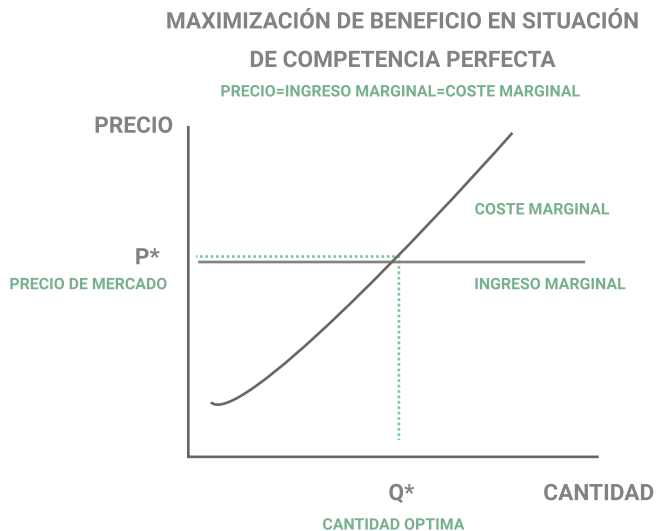 MAXIMIZACIÓN DE BENEFICIO EN SITUACIÓN
DE COMPETENCIA PERFECTA
PRECIO=INGRESO MARGINAL=COSTE MARGINAL
PRECIO
COSTE MARGINAL
P*
PRECIO DE MERCADO
INGRESO MARGINAL
Q*
CANTIDAD
CANTIDAD OPTIMA